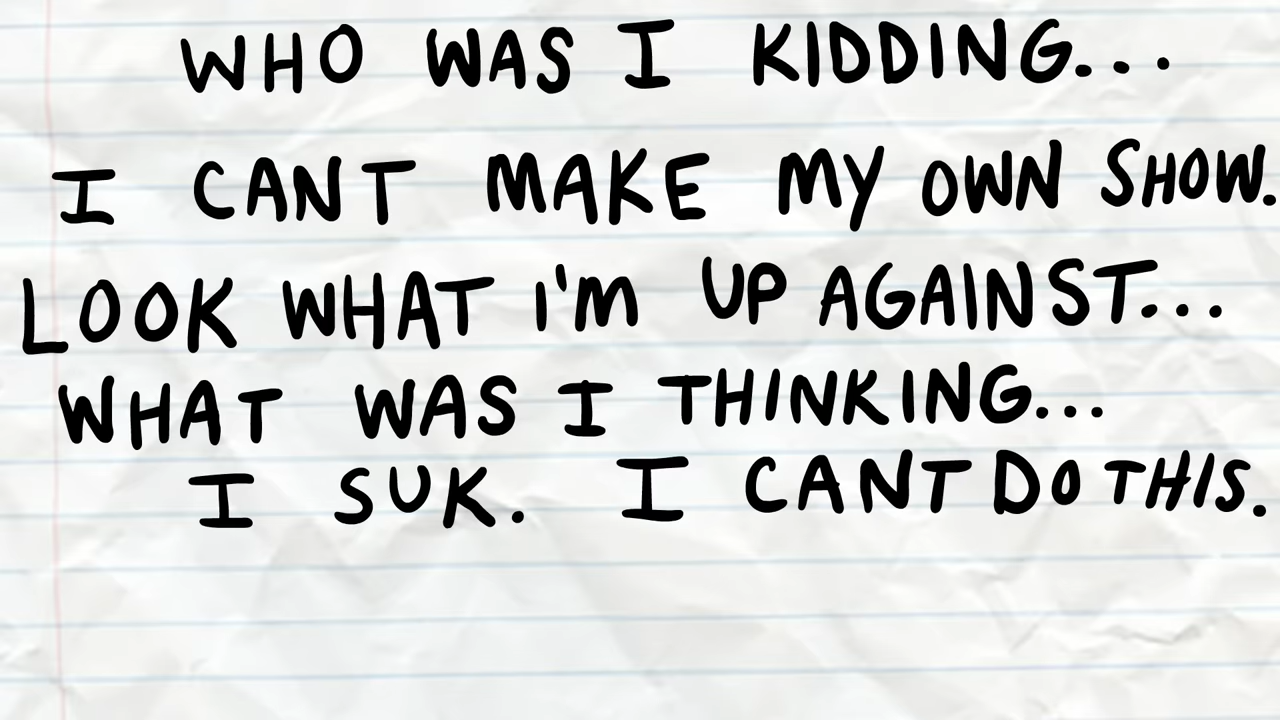 WHO WAS I KIDDING...
I CANT MAKE MY OWN SHOW.
LOOK WHAT I'M UP AGAINST...
WHAT WAS I THINKING...
I SUK. I CANT DO THIS.